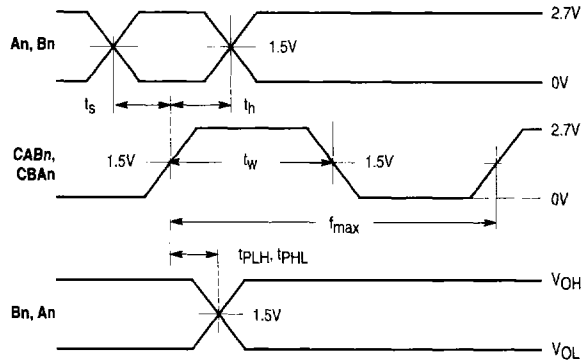 2.7V
An, Bn
1.5V
0V
ts
th
2.7V
CABn,
CBAn
1.5V
tw
1.5V
0V
fmax
tPLH, tPHL
VOH
Bn, An
1.5V
VOL